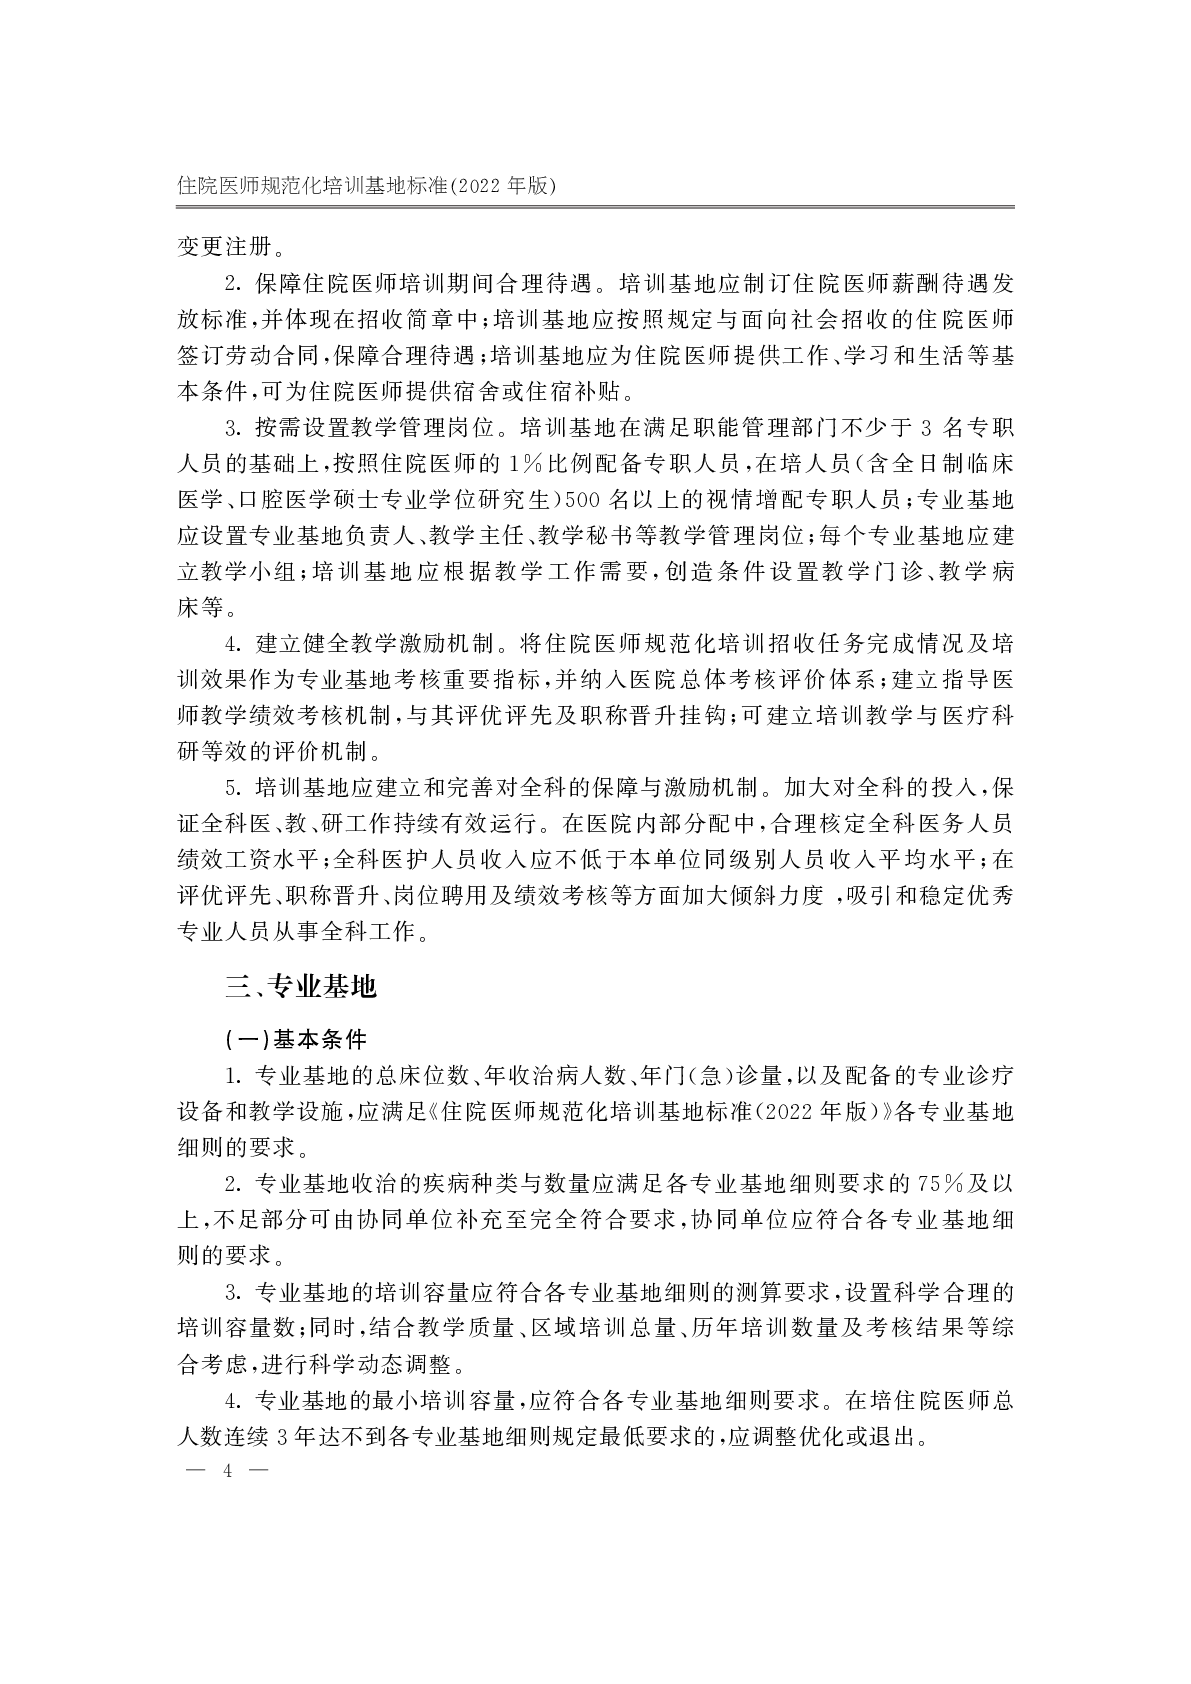 住院医师规范化培训基地标准(2022 年版)
变更注册。
2. 保障住院医师培训期间合理待遇。培训基地应制订住院医师薪酬待遇发
放标准,并体现在招收简章中;培训基地应按照规定与面向社会招收的住院医师
签订劳动合同,保障合理待遇;培训基地应为住院医师提供工作、学习和生活等基
本条件,可为住院医师提供宿舍或住宿补贴。
3. 按需设置教学管理岗位。培训基地在满足职能管理部门不少于 3 名专职
人员的基础上,按照住院医师的 1%比例配备专职人员,在培人员(含全日制临床
医学、口腔医学硕士专业学位研究生)500 名以上的视情增配专职人员;专业基地
应设置专业基地负责人、教学主任、教学秘书等教学管理岗位;每个专业基地应建
立教学小组;培训基地应根据教学工作需要,创造条件设置教学门诊、教学病
床等。
4. 建立健全教学激励机制。将住院医师规范化培训招收任务完成情况及培
训效果作为专业基地考核重要指标,并纳入医院总体考核评价体系;建立指导医
师教学绩效考核机制,与其评优评先及职称晋升挂钩;可建立培训教学与医疗科
研等效的评价机制。
5. 培训基地应建立和完善对全科的保障与激励机制。加大对全科的投入,保
证全科医、教、研工作持续有效运行。在医院内部分配中,合理核定全科医务人员
绩效工资水平;全科医护人员收入应不低于本单位同级别人员收入平均水平;在
评优评先、职称晋升、岗位聘用及绩效考核等方面加大倾斜力度 ,吸引和稳定优秀
专业人员从事全科工作。
三、专业基地
(一)基本条件
1. 专业基地的总床位数、年收治病人数、年门(急)诊量,以及配备的专业诊疗
设备和教学设施,应满足《住院医师规范化培训基地标准(2022 年版)》各专业基地
细则的要求。
2. 专业基地收治的疾病种类与数量应满足各专业基地细则要求的 75%及以
上,不足部分可由协同单位补充至完全符合要求,协同单位应符合各专业基地细
则的要求。
3. 专业基地的培训容量应符合各专业基地细则的测算要求,设置科学合理的
培训容量数;同时,结合教学质量、区域培训总量、历年培训数量及考核结果等综
合考虑,进行科学动态调整。
4. 专业基地的最小培训容量,应符合各专业基地细则要求。在培住院医师总
人数连续 3 年达不到各专业基地细则规定最低要求的,应调整优化或退出。
— 4 —